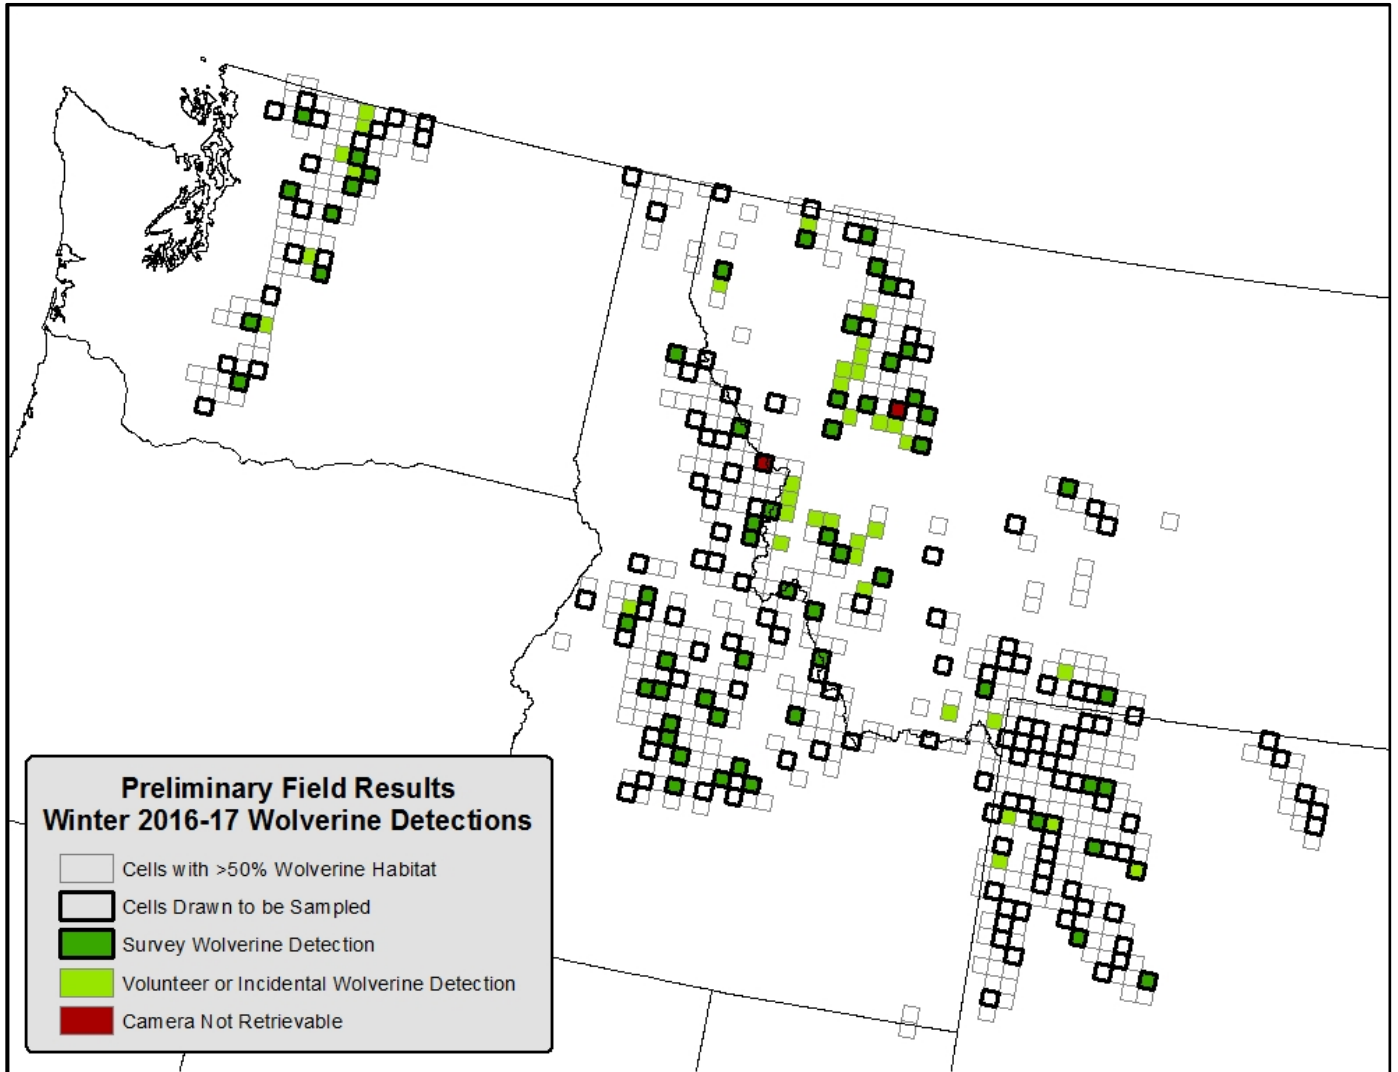 Preliminary Field Results
Winter 2016-17 Wolverine Detections
Cells with >50% Wolverine Habitat
Cells Drawn to be Sampled
Survey Wolverine Detection
Volunteer or Incidental Wolverine Detection
Camera Not Retrievable